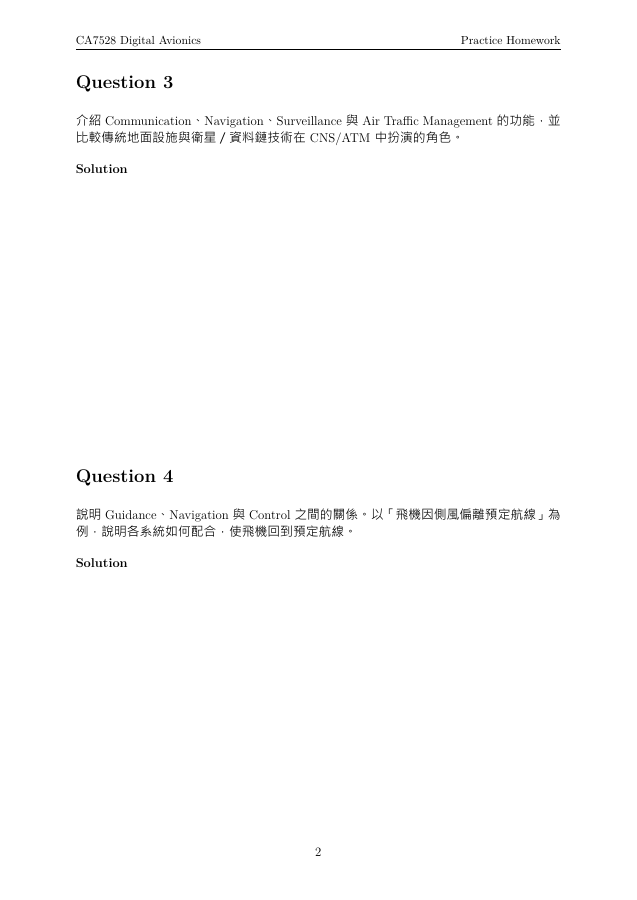 CA7528 Digital Avionics Practice Homework
Question 3
介紹 Communication、Navigation、Surveillance 與 Air Traffic Management 的功能，並
比較傳統地面設施與衛星 / 資料鏈技術在 CNS/ATM 中扮演的角色。
Solution
Question 4
說明 Guidance、Navigation 與 Control 之間的關係。以「飛機因側風偏離預定航線」為
例，說明各系統如何配合，使飛機回到預定航線。
Solution
2